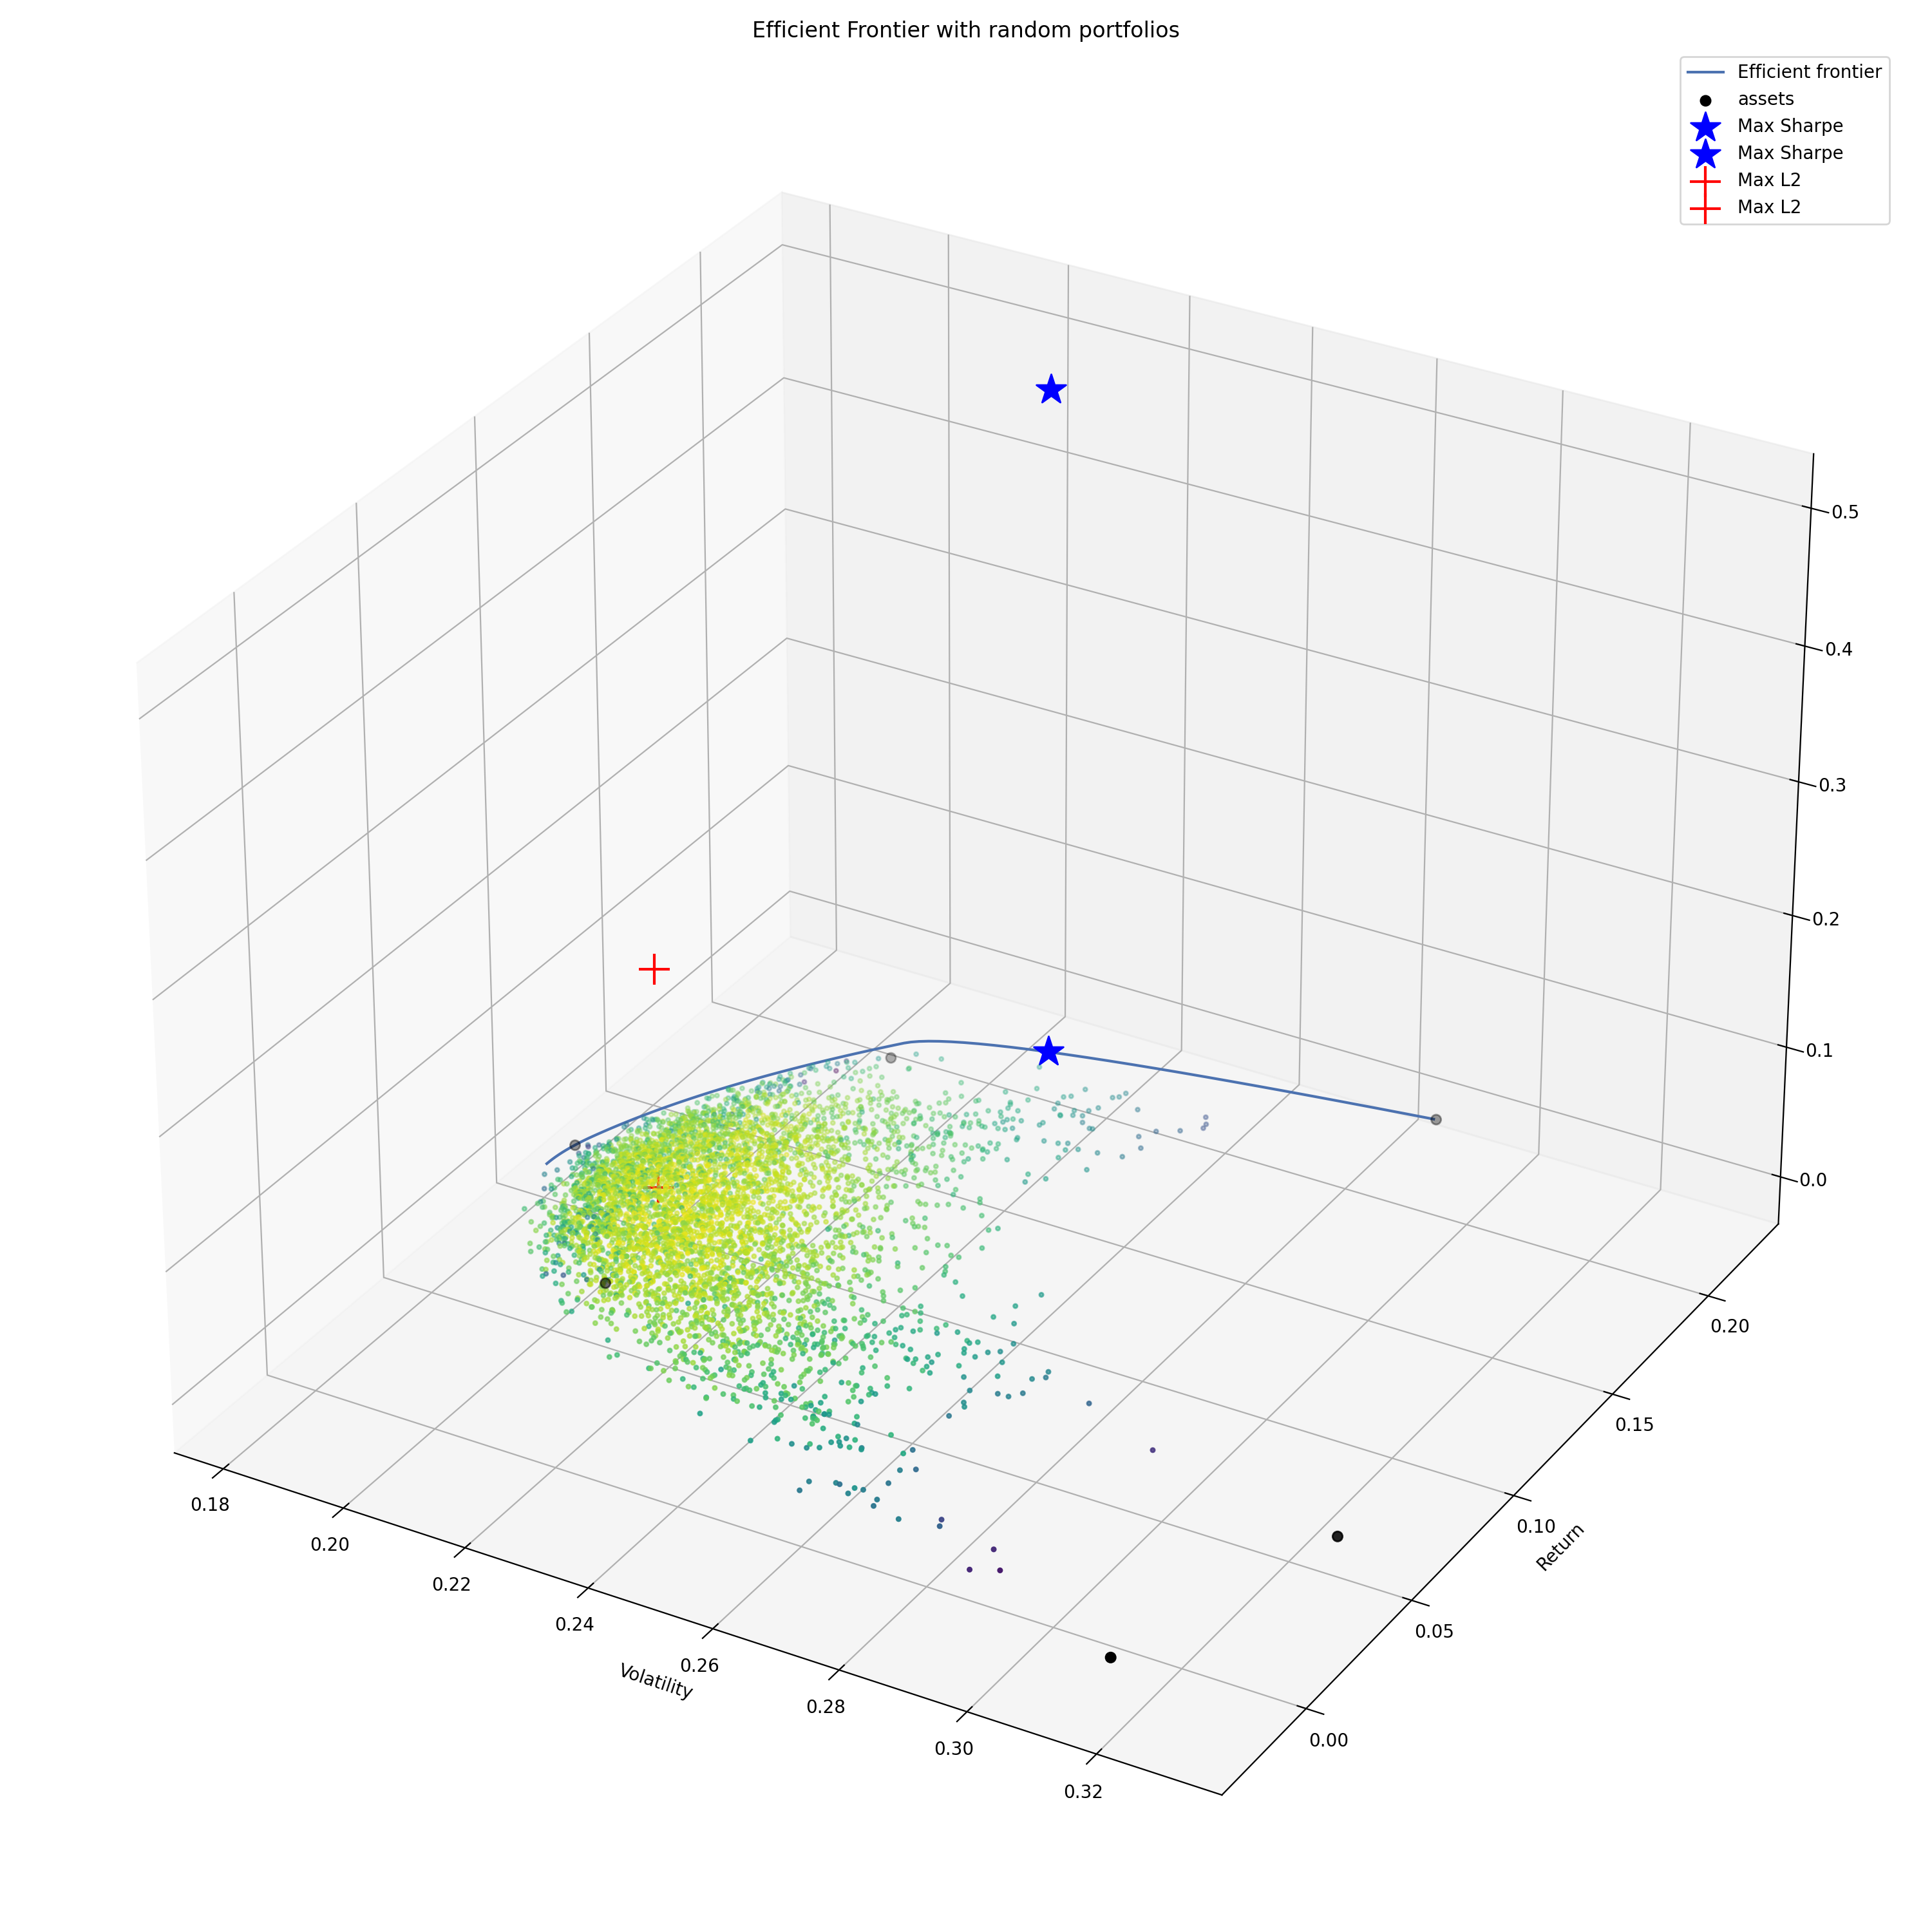 Efficient Frontier with random portfolios
Efficient frontier
assets
Max Sharpe
Max Sharpe
Max L2
Max L2
0.5
0.4
0.3
0.2
0.1
0.0
0.20
0.15
0.10
0.05
0.00
Return
0.18
0.20
0.22
0.24
0.26
0.28
0.30
0.32
Volatility